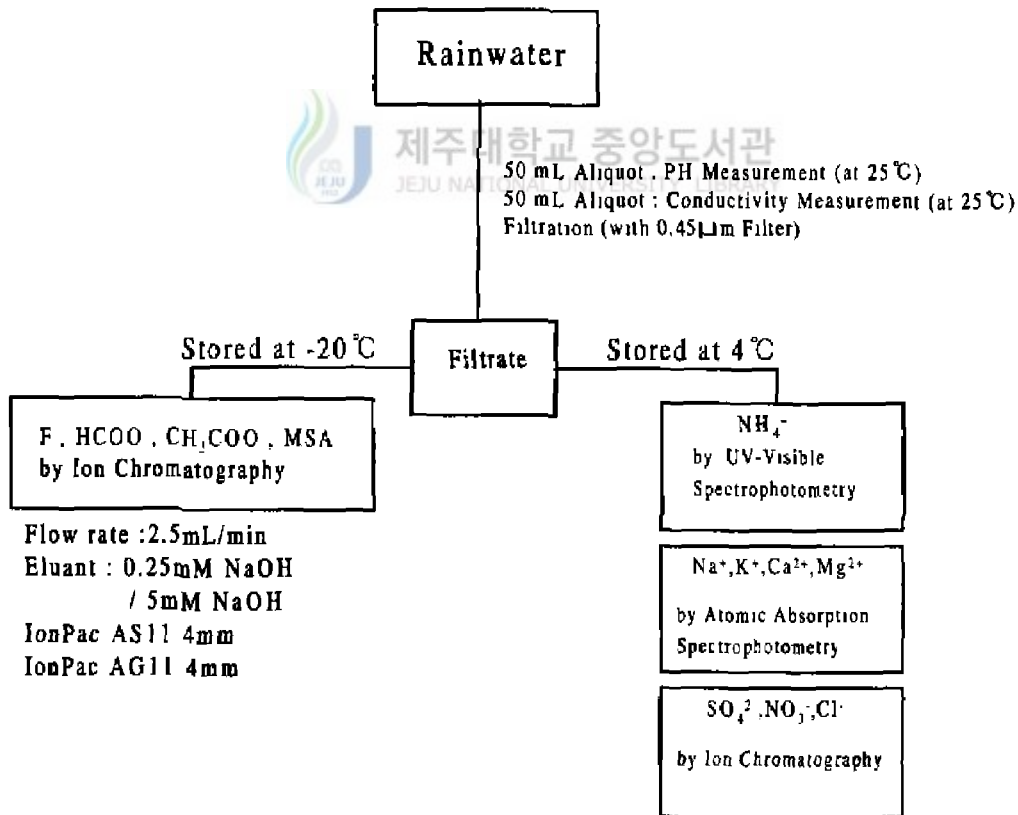 Rainwater
제주대학교 중앙도서관
JEJU NATIONAL UNIVERSITY LIBRARY
JEJU
1952
50 mL Aliquot . PH Measurement (at 25℃)
50 mL Aliquot : Conductivity Measurement (at 25℃)
Filtration (with 0.45μm Filter)
Stored at -20℃
Filtrate
Stored at 4℃
F , HCOO , CH₃COO , MSA
by Ion Chromatography
Flow rate :2.5mL/min
Eluant : 0.25mM NaOH
/ 5mM NaOH
IonPac AS11 4mm
IonPac AG11 4mm
NH₄⁻
by UV-Visible
Spectrophotometry
Na⁺,K⁺,Ca²⁺,Mg²⁺
by Atomic Absorption
Spectrophotometry
SO₄² ,NO₃⁻,Cl⁻
by Ion Chromatography